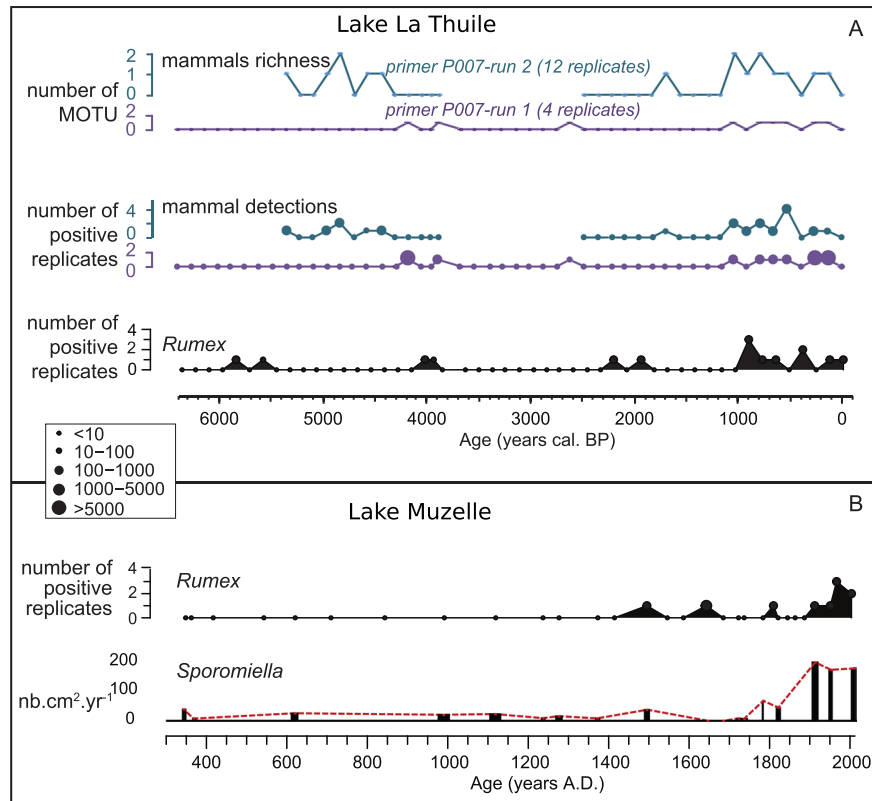 Lake La Thuile
A
mammals richness
primer P007-run 2 (12 replicates)
number of
MOTU
2
1
0
primer P007-run 1 (4 replicates)
2
0
number of
positive
replicates
mammal detections
4
2
0
2
0
number of
positive
replicates
Rumex
4
2
0
6000 5000 4000 3000 2000 1000 0
Age (years cal. BP)
<10
10−100
100−1000
1000−5000
>5000
Lake Muzelle
B
number of
positive
replicates
Rumex
4
2
0
Sporomiella
nb.cm².yr⁻¹
200
100
0
400 600 800 1000 1200 1400 1600 1800 2000
Age (years A.D.)